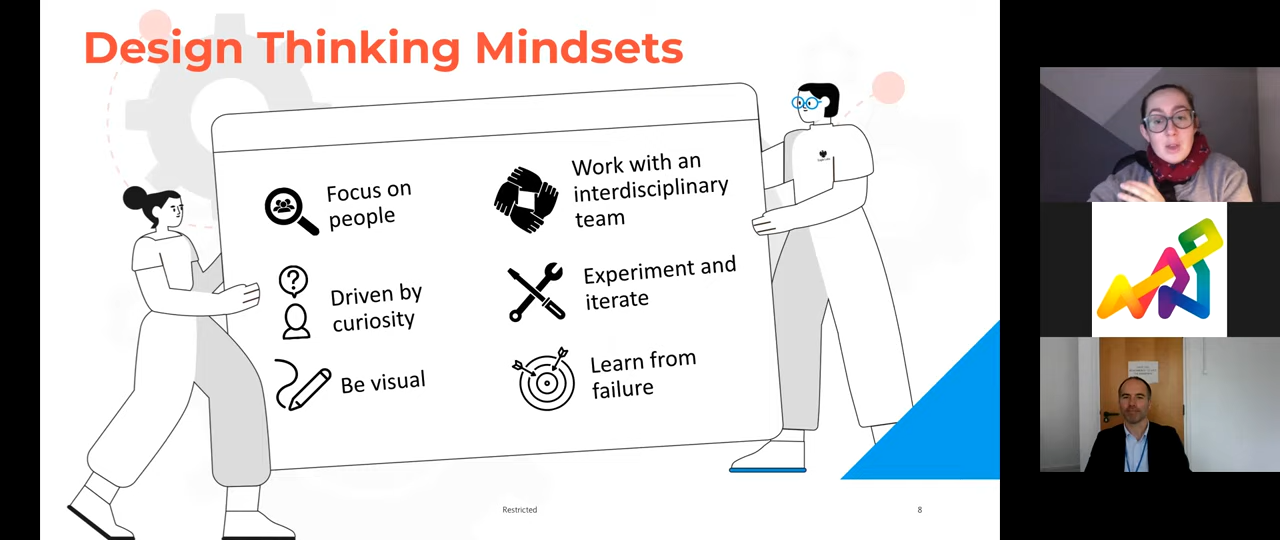 Design Thinking Mindsets
Focus on
people
Driven by
curiosity
Be visual
Work with an
interdisciplinary
team
Experiment and
iterate
Learn from
failure
Restricted
8